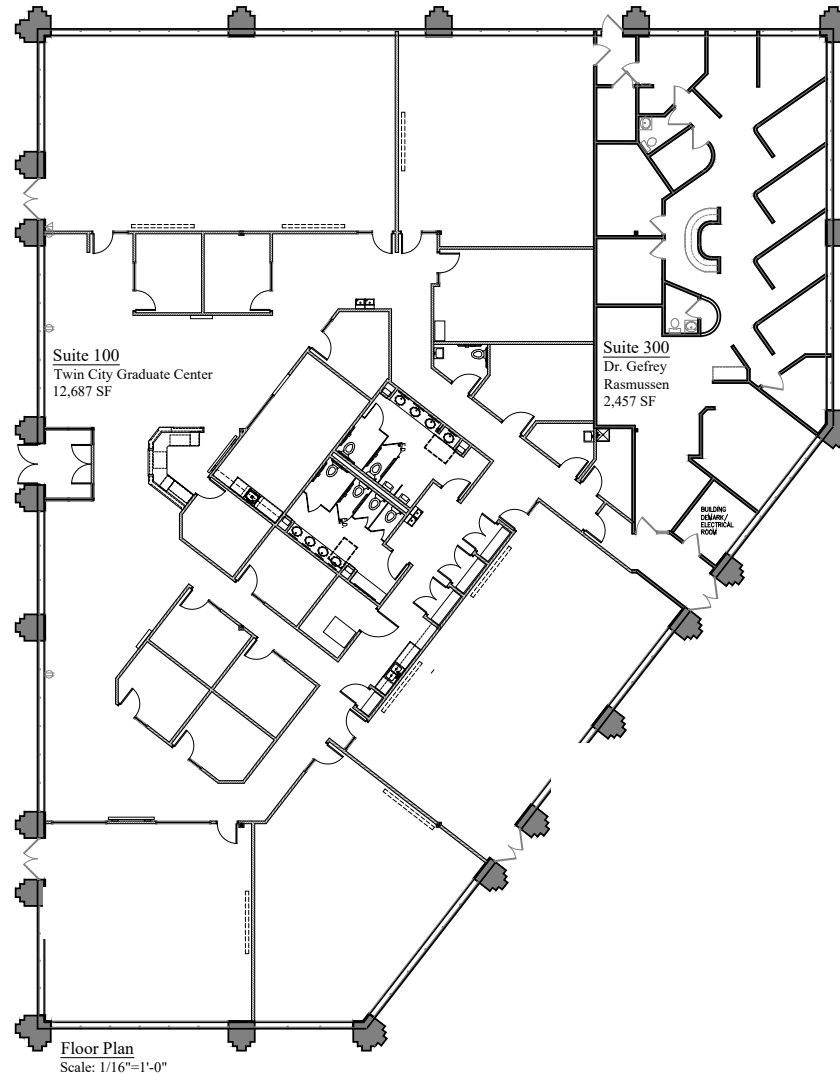 Suite 100
Twin City Graduate Center
12,687 SF
Suite 300
Dr. Gefrey
Rasmussen
2,457 SF
BUILDING
DEMARK/
ELECTRICAL
ROOM
Floor Plan
Scale: 1/16"=1'-0"